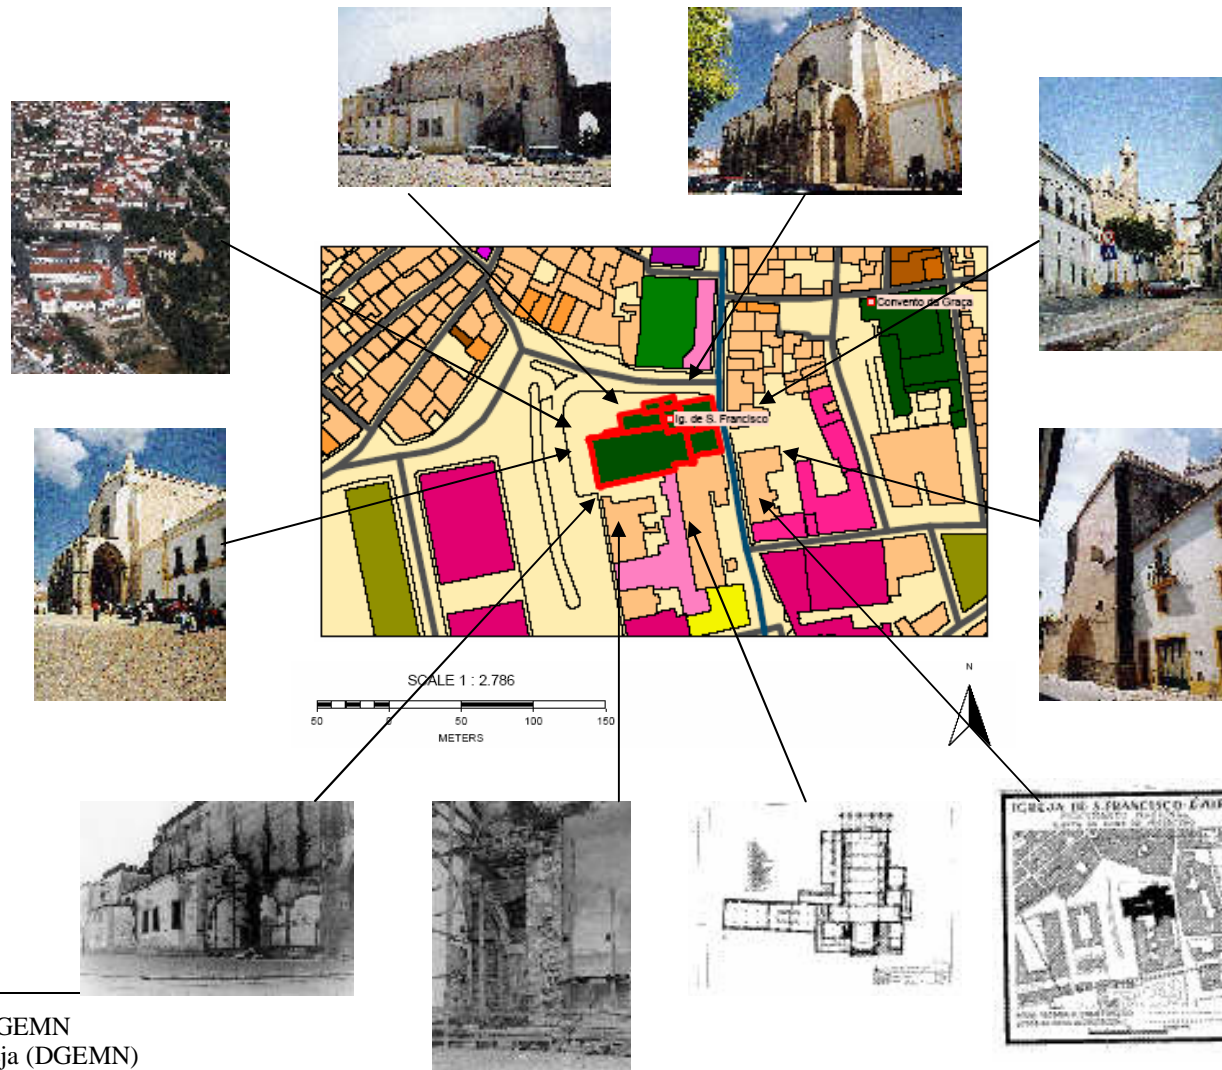 Convento da Graça
Ig. de S. Francisco
SCALE 1 : 2.786
50 0 50 100 150
METERS
N
IGREJA DE S. FRANCISCO
GEMN
ja (DGEMN)